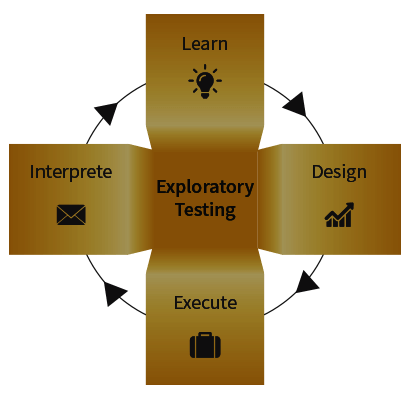 Learn
Interprete
Exploratory
Testing
Design
Execute